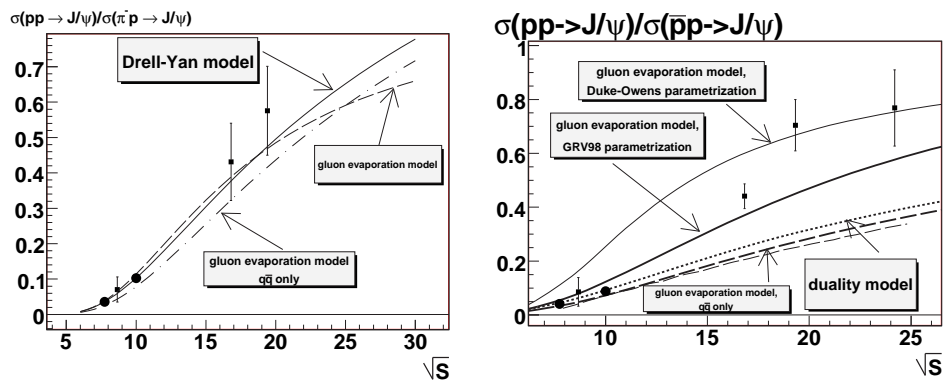 σ(pp → J/ψ)/σ(π⁻p → J/ψ)
0.7
0.6
0.5
0.4
0.3
0.2
0.1
0
5 10 15 20 25 30
√S
Drell-Yan model
gluon evaporation model
gluon evaporation model
qq̅ only
σ(pp->J/ψ)/σ(p̅p->J/ψ)
1
0.8
0.6
0.4
0.2
0
10 15 20 25
√S
gluon evaporation model,
Duke-Owens parametrization
gluon evaporation model,
GRV98 parametrization
gluon evaporation model,
qq̅ only
duality model